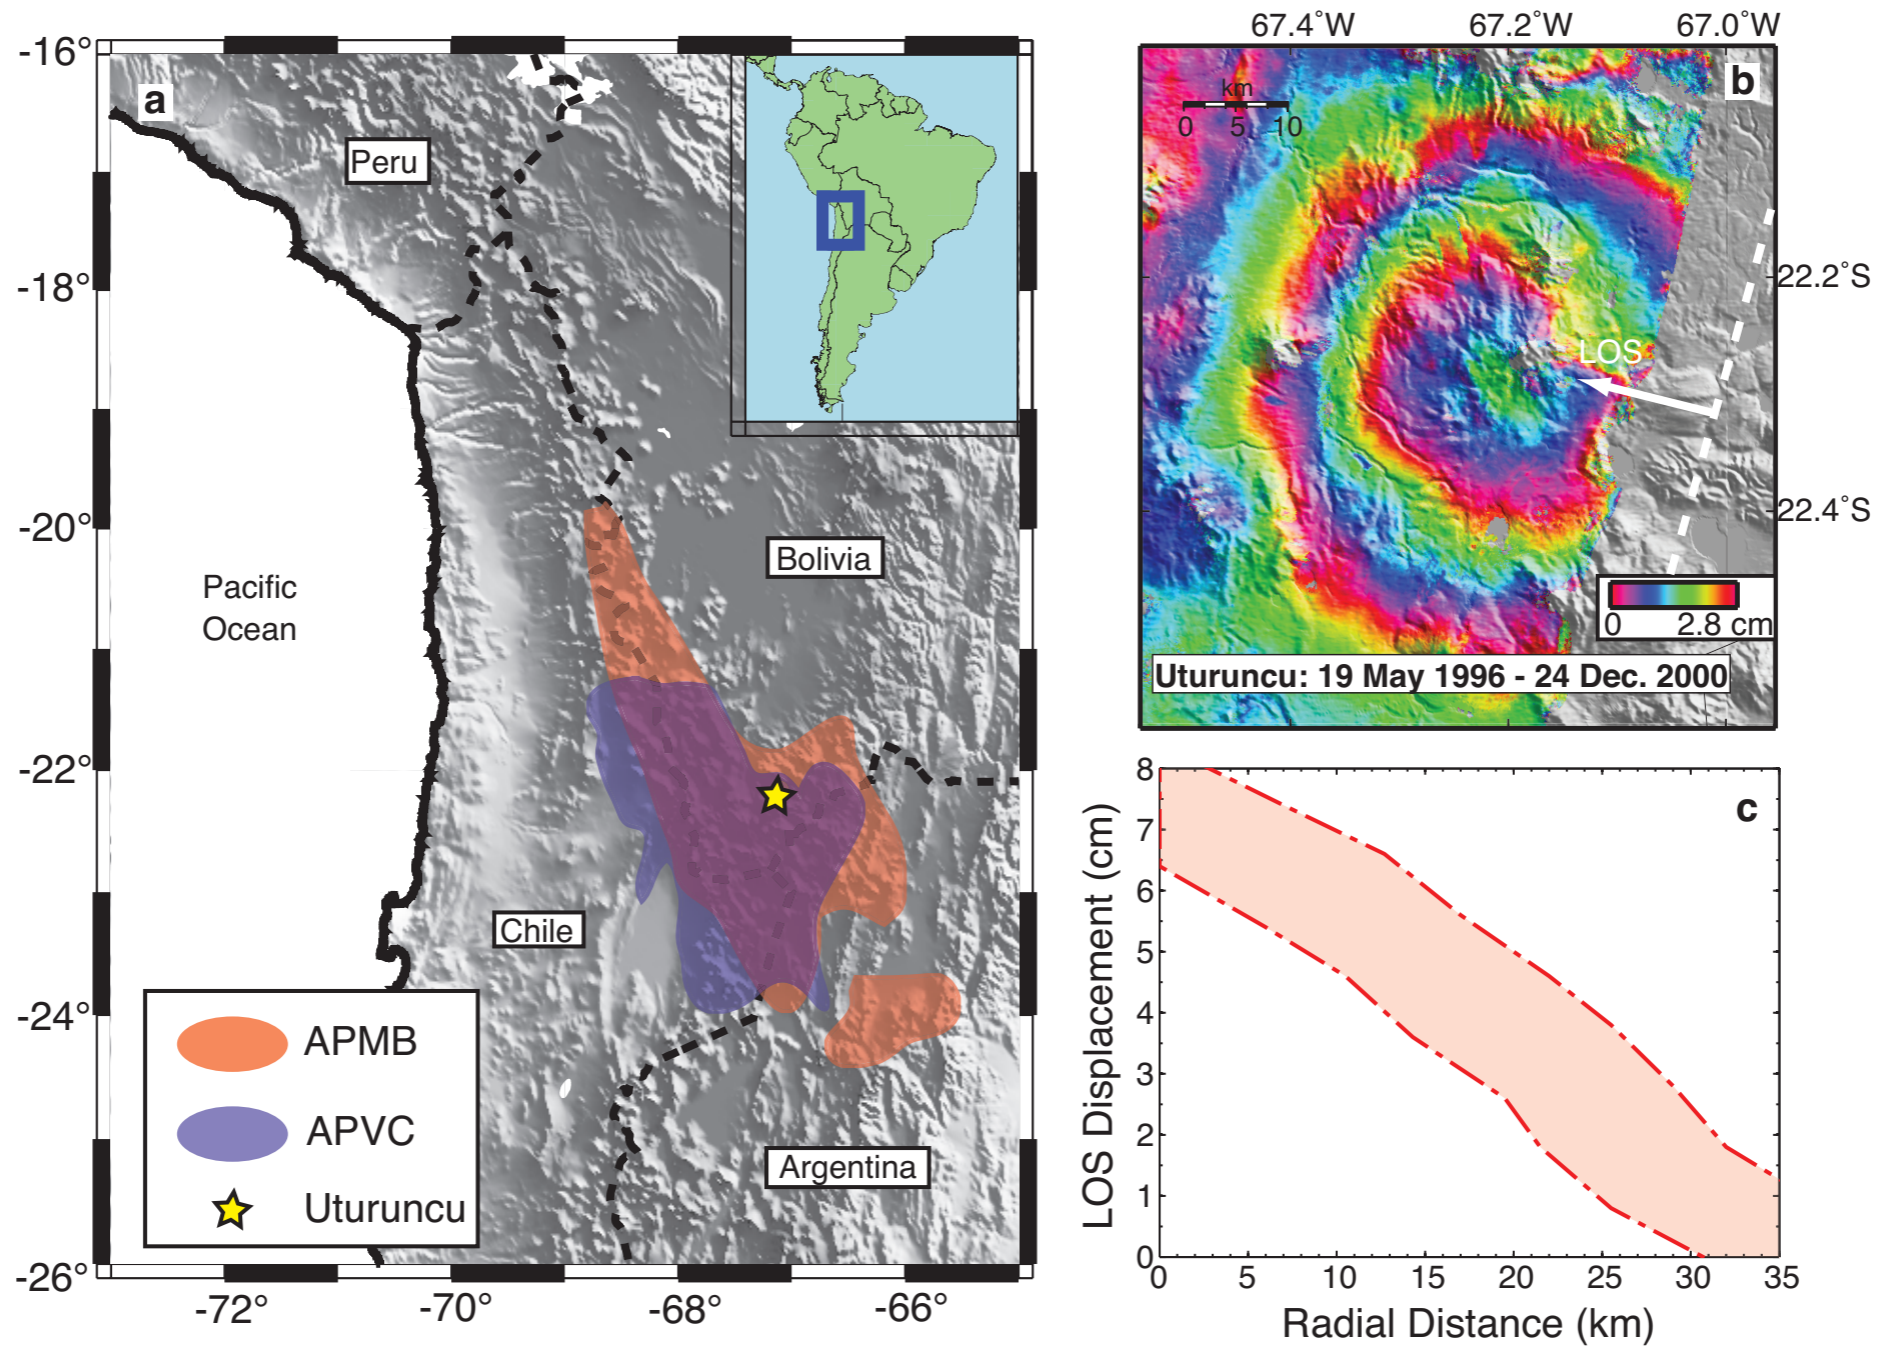 a
-16°
-18°
-20°
-22°
-24°
-26°
-72°
-70°
-68°
-66°
Peru
Bolivia
Pacific
Ocean
Chile
Argentina
APMB
APVC
Uturuncu
67.4°W
67.2°W
67.0°W
b
km
0
5
10
22.2°S
22.4°S
LOS
0
2.8 cm
Uturuncu: 19 May 1996 - 24 Dec. 2000
c
LOS Displacement (cm)
8
7
6
5
4
3
2
1
0
0
5
10
15
20
25
30
35
Radial Distance (km)